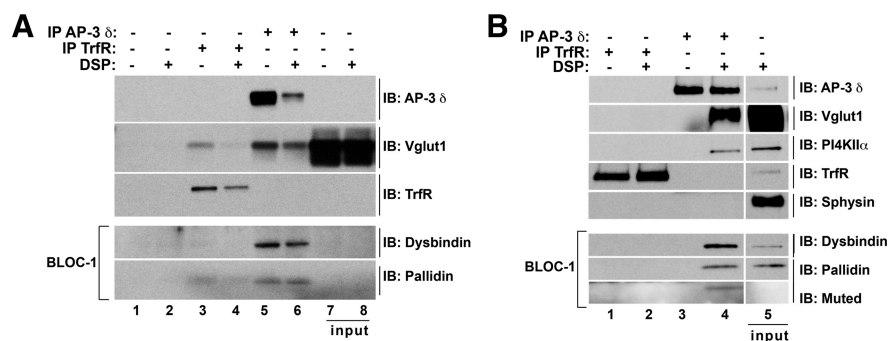 A
IP AP-3 δ: - - - - + + - -
IP TrfR: - - + + - - - -
DSP: - + - + - + - +
IB: AP-3 δ
IB: Vglut1
IB: TrfR
BLOC-1
IB: Dysbindin
IB: Pallidin
1 2 3 4 5 6 7 8
input
B
IP AP-3 δ: - - + + -
IP TrfR: + + - - -
DSP: - + - + +
IB: AP-3 δ
IB: Vglut1
IB: PI4KIIα
IB: TrfR
IB: Sphysin
BLOC-1
IB: Dysbindin
IB: Pallidin
IB: Muted
1 2 3 4 5
input